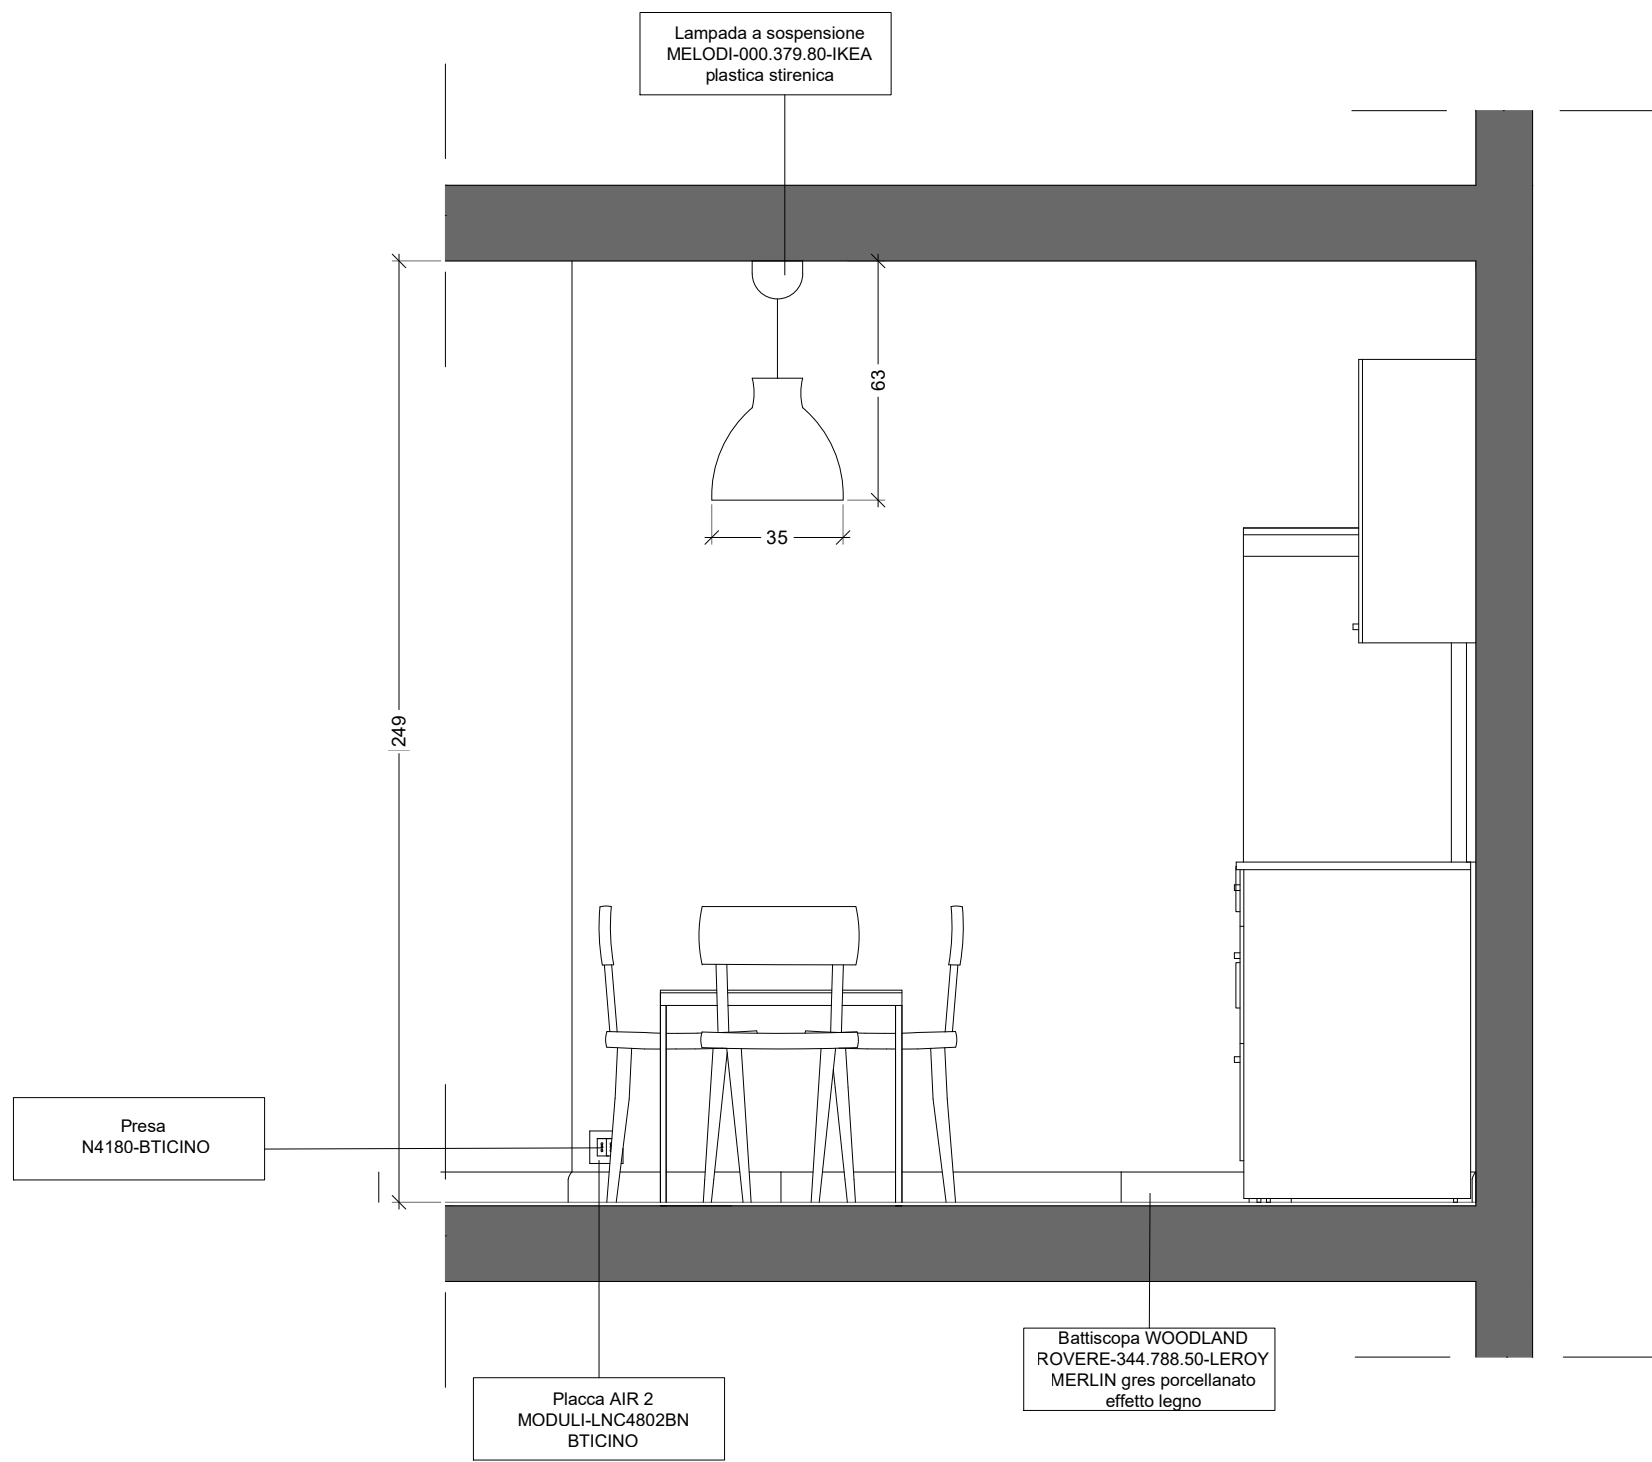 Lampada a sospensione
MELODI-000.379.80-IKEA
plastica stirenica
63
35
249
Presa
N4180-BTICINO
Placca AIR 2
MODULI-LNC4802BN
BTICINO
Battiscopa WOODLAND
ROVERE-344.788.50-LEROY
MERLIN gres porcellanato
effetto legno